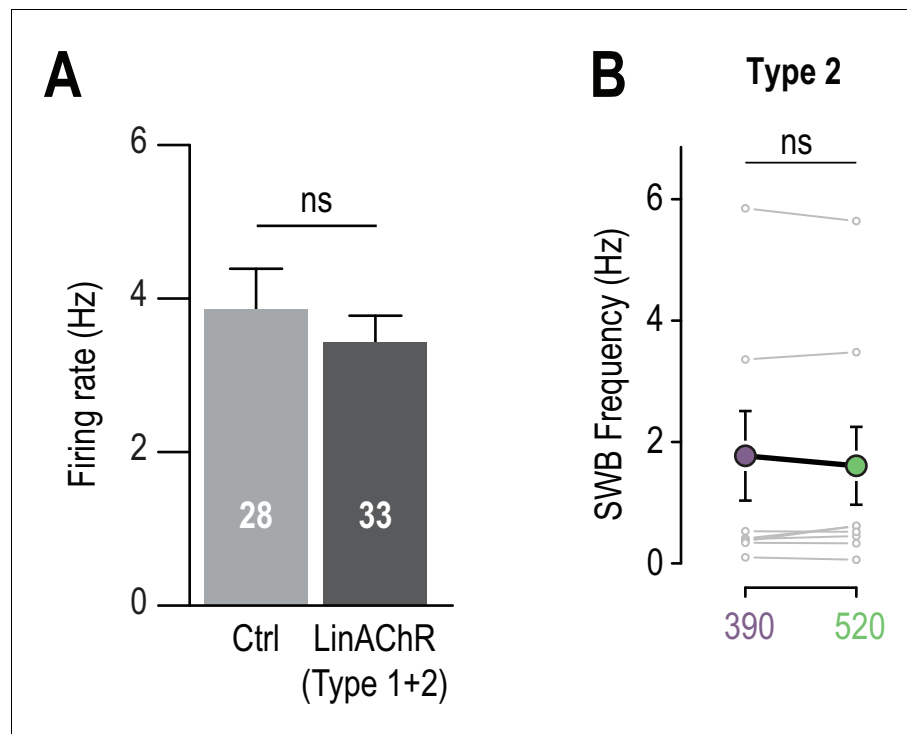 A
6
4
2
0
Firing rate (Hz)
ns
28
33
Ctrl
LinAChR
(Type 1+2)
B
Type 2
ns
6
4
2
0
SWB Frequency (Hz)
390
520